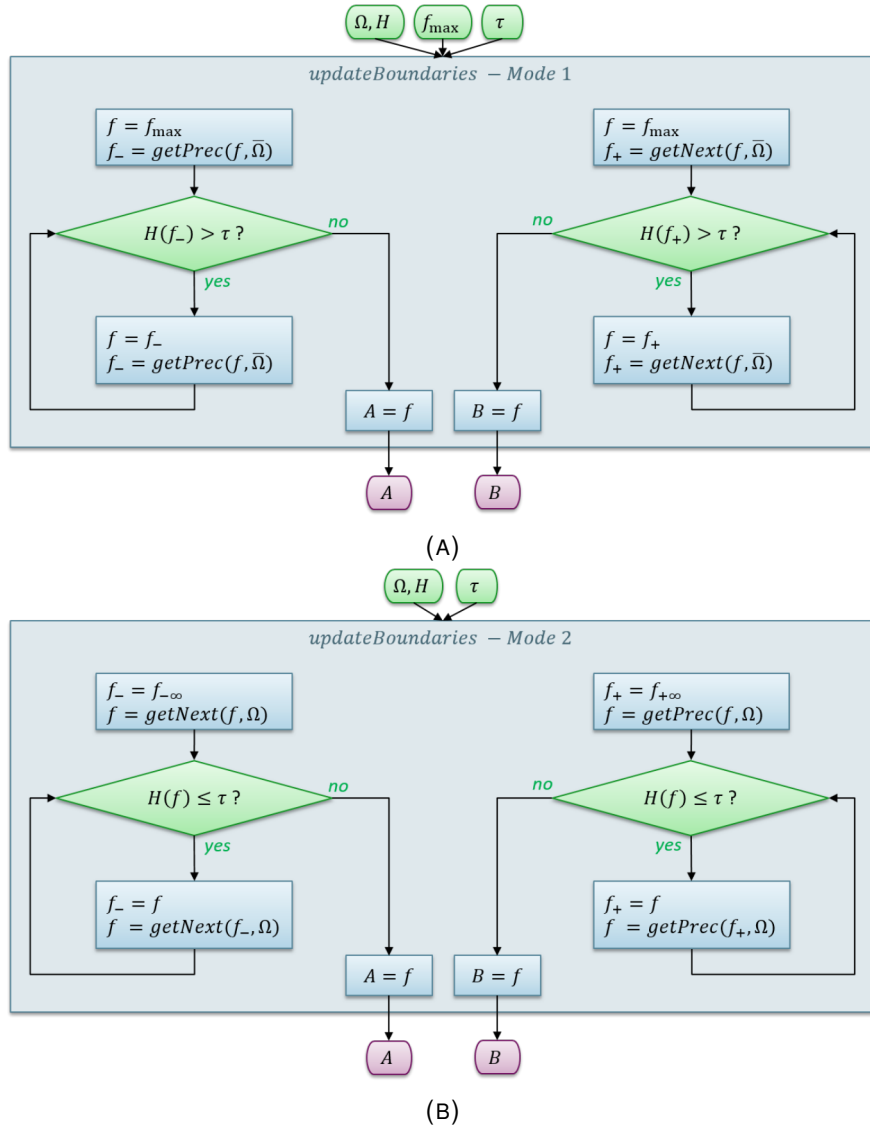 Ω, H
f_max
τ
updateBoundaries – Mode 1
f = f_max
f_− = getPrec(f, Ω̅)
f = f_max
f_+ = getNext(f, Ω̅)
H(f_−) > τ ?
no
yes
no
H(f_+) > τ ?
yes
f = f_−
f_− = getPrec(f, Ω̅)
f = f_+
f_+ = getNext(f, Ω̅)
A = f
B = f
A
B
(A)
Ω, H
τ
updateBoundaries – Mode 2
f_− = f_−∞
f = getNext(f, Ω)
f_+ = f_+∞
f = getPrec(f, Ω)
H(f) ≤ τ ?
no
yes
no
H(f) ≤ τ ?
yes
f_− = f
f = getNext(f_−, Ω)
f_+ = f
f = getPrec(f_+, Ω)
A = f
B = f
A
B
(B)